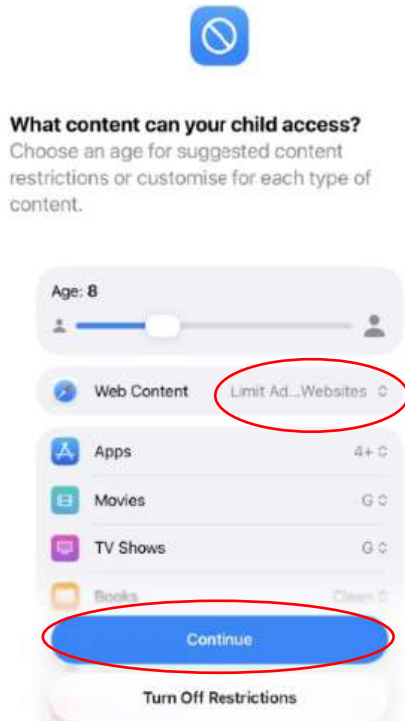 What content can your child access?
Choose an age for suggested content
restrictions or customise for each type of
content.
Age: 8
Web Content Limit Ad...Websites
Apps 4+
Movies G
TV Shows G
Books Clean
Continue
Turn Off Restrictions